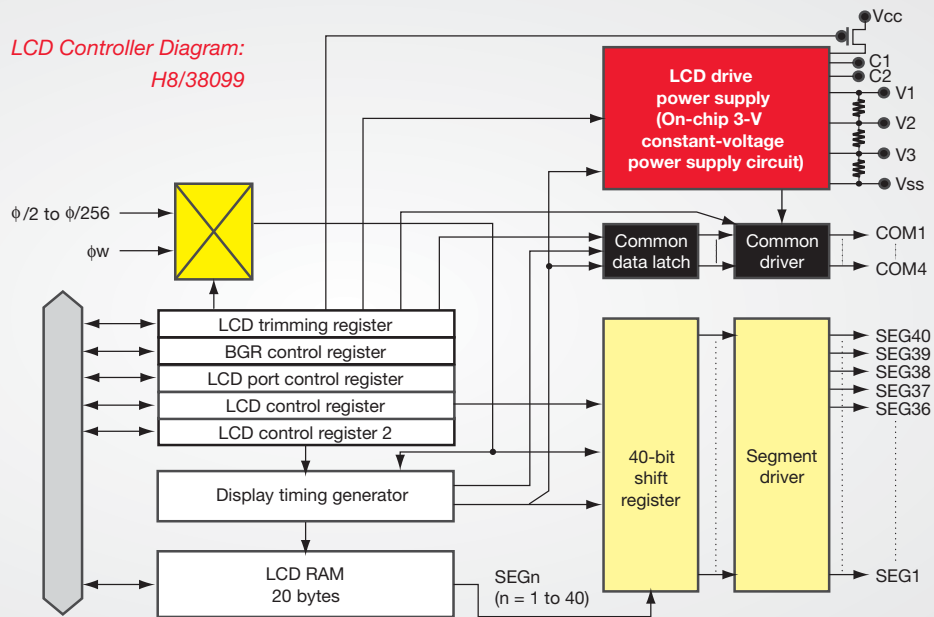 LCD Controller Diagram:
H8/38099
Vcc
C1
C2
V1
V2
V3
Vss
LCD drive
power supply
(On-chip 3-V
constant-voltage
power supply circuit)
ϕ/2 to ϕ/256
ϕw
Common
data latch
Common
driver
COM1
COM4
LCD trimming register
BGR control register
LCD port control register
LCD control register
LCD control register 2
Display timing generator
LCD RAM
20 bytes
SEGn
(n = 1 to 40)
40-bit
shift
register
Segment
driver
SEG40
SEG39
SEG38
SEG37
SEG36
SEG1